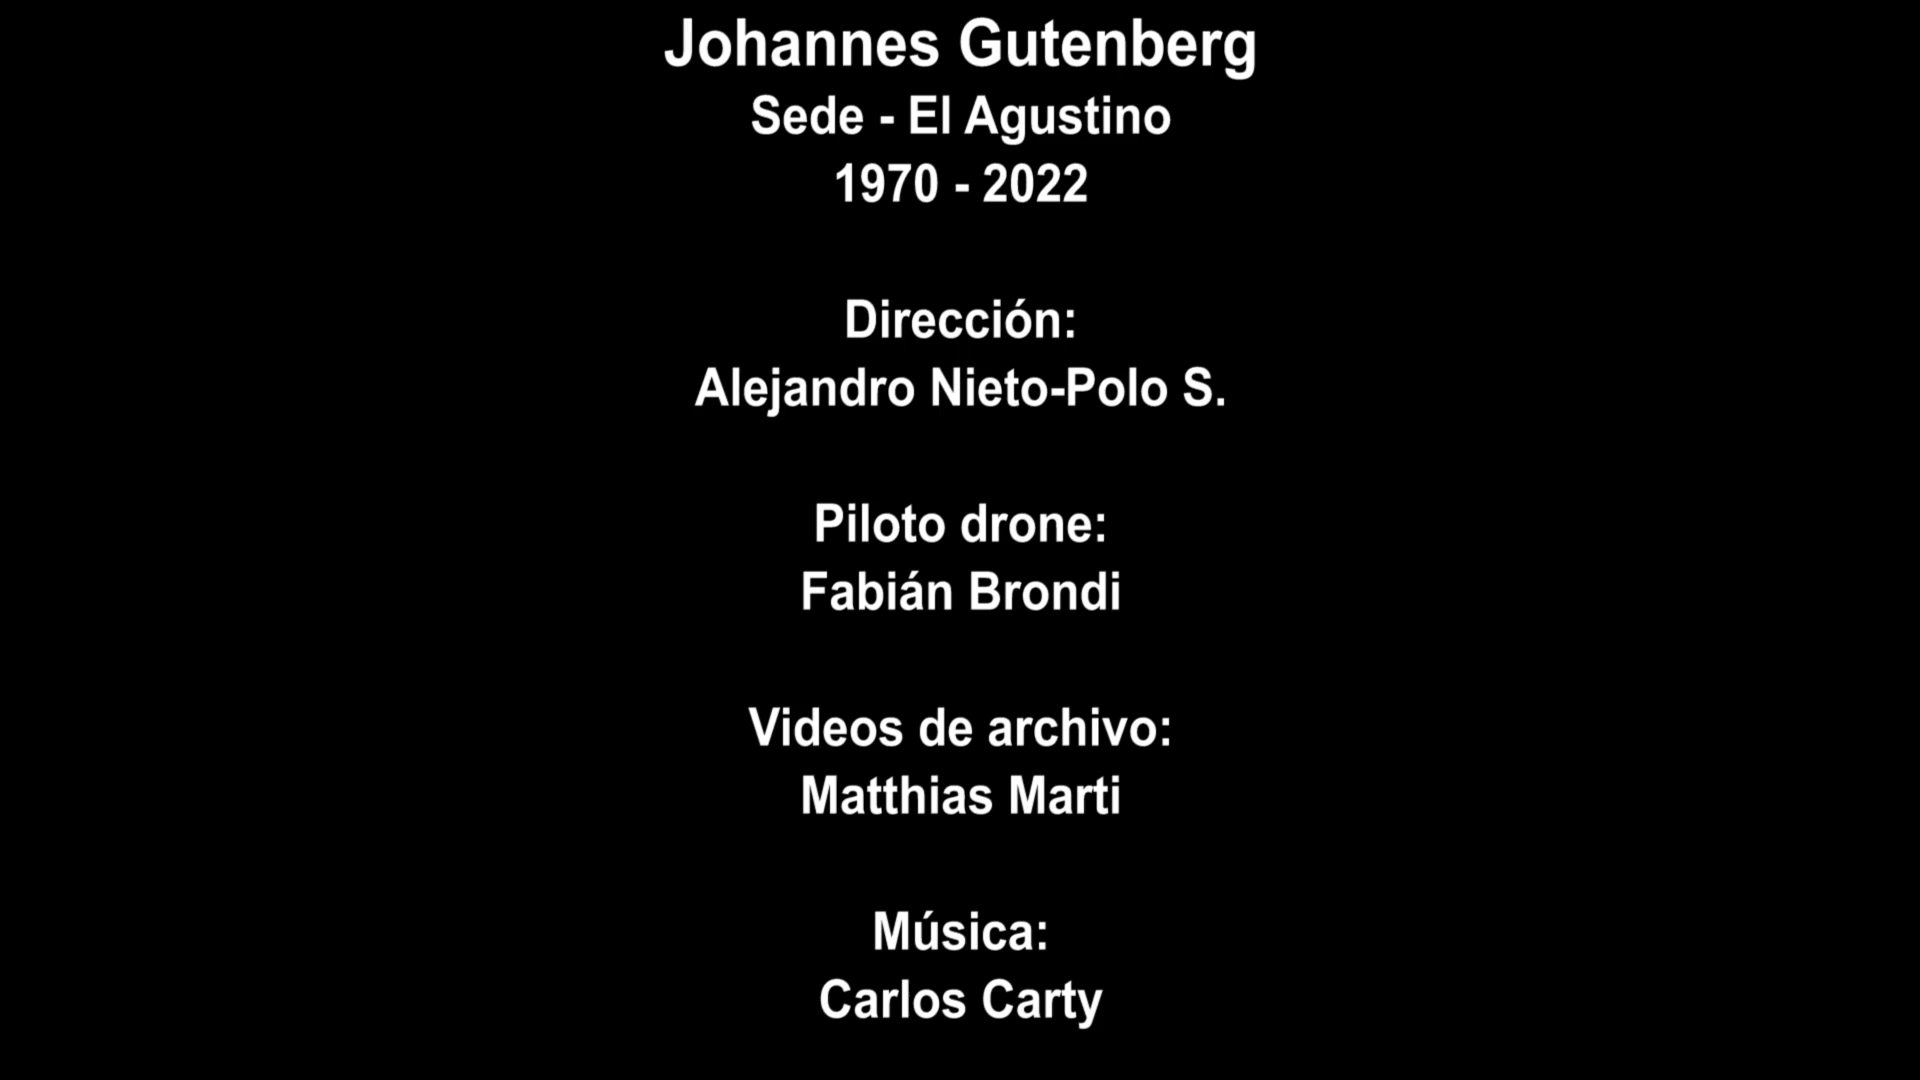 Johannes Gutenberg
Sede - El Agustino
1970 - 2022
Dirección:
Alejandro Nieto-Polo S.
Piloto drone:
Fabián Brondi
Videos de archivo:
Matthias Marti
Música:
Carlos Carty